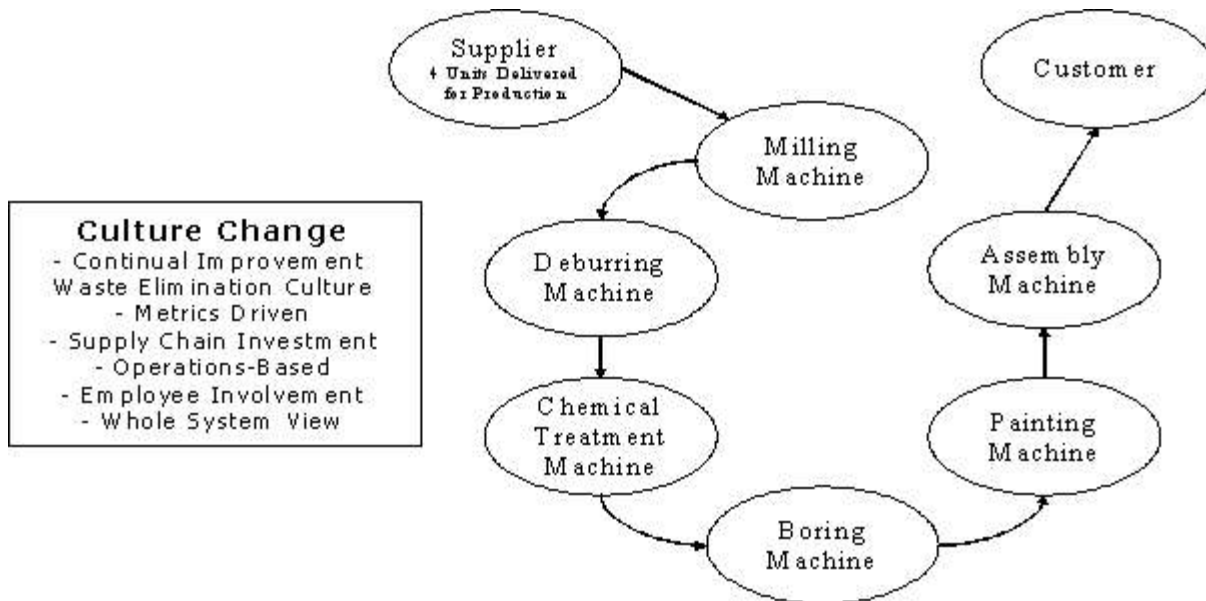 Supplier
4 Units Delivered
for Production
Customer
Milling
Machine
Culture Change
- Continual Improvement
Waste Elimination Culture
- Metrics Driven
- Supply Chain Investment
- Operations-Based
- Employee Involvement
- Whole System View
Deburring
Machine
Assembly
Machine
Chemical
Treatment
Machine
Painting
Machine
Boring
Machine